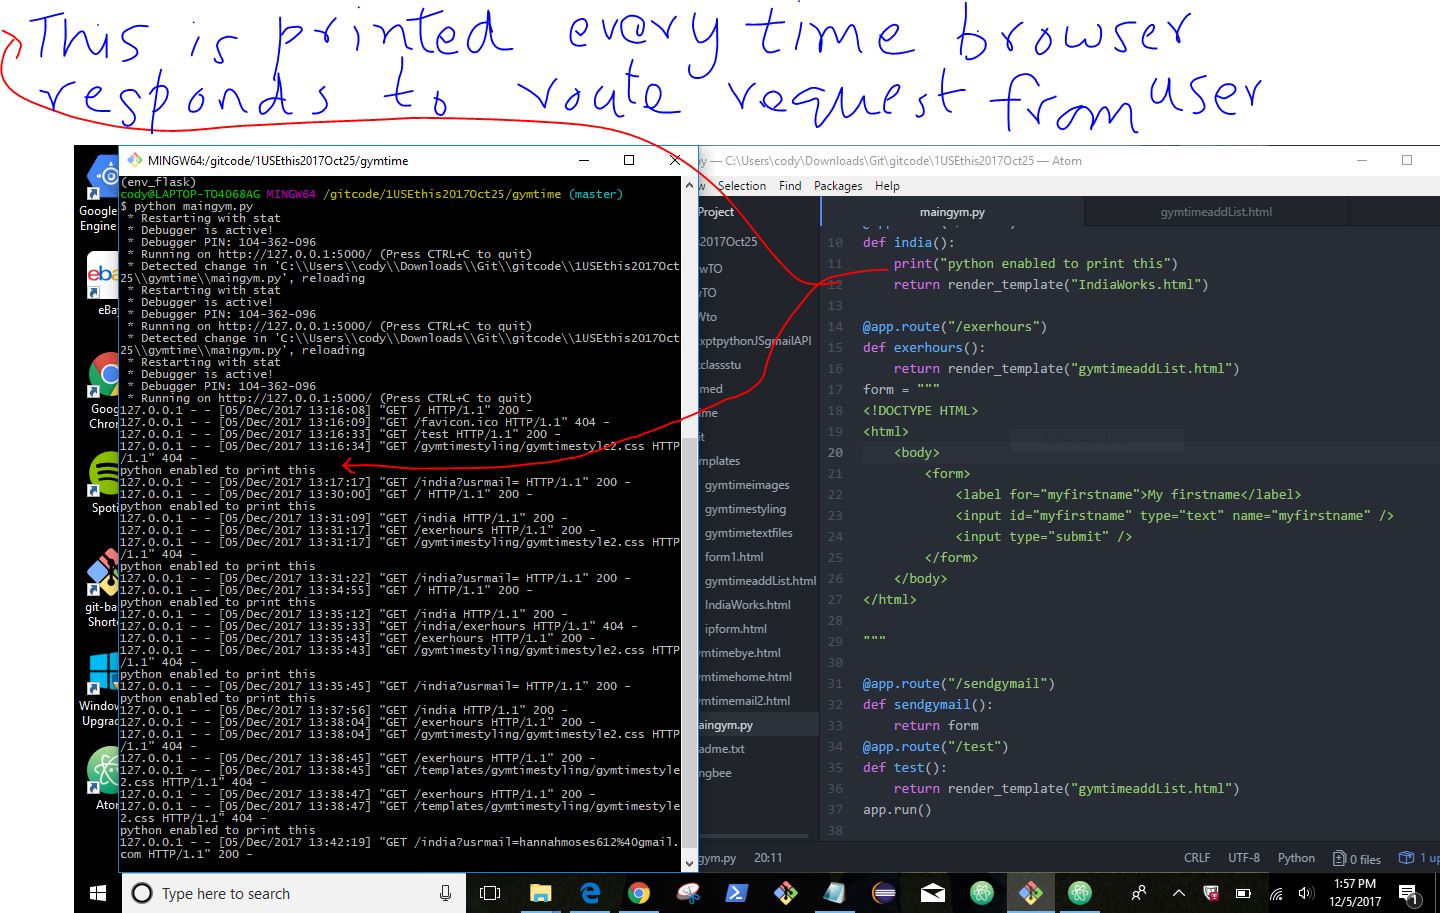 This is printed every time browser
responds to route request from user
MINGW64:/gitcode/1USEthis2017Oct25/gymtime
(env_flask)
cody@LAPTOP-TO4068AG MINGW64 /gitcode/1USEthis2017Oct25/gymtime (master)
$ python maingym.py
* Restarting with stat
* Debugger is active!
* Debugger PIN: 104-362-096
* Running on http://127.0.0.1:5000/ (Press CTRL+C to quit)
* Detected change in 'C:\\Users\\cody\\Downloads\\Git\\gitcode\\1USEthis2017Oct
25\\gymtime\\maingym.py', reloading
* Restarting with stat
* Debugger is active!
* Debugger PIN: 104-362-096
* Running on http://127.0.0.1:5000/ (Press CTRL+C to quit)
* Detected change in 'C:\\Users\\cody\\Downloads\\Git\\gitcode\\1USEthis2017Oct
25\\gymtime\\maingym.py', reloading
* Restarting with stat
* Debugger is active!
* Debugger PIN: 104-362-096
* Running on http://127.0.0.1:5000/ (Press CTRL+C to quit)
127.0.0.1 - - [05/Dec/2017 13:16:08] "GET / HTTP/1.1" 200 -
127.0.0.1 - - [05/Dec/2017 13:16:09] "GET /favicon.ico HTTP/1.1" 404 -
127.0.0.1 - - [05/Dec/2017 13:16:33] "GET /test HTTP/1.1" 200 -
127.0.0.1 - - [05/Dec/2017 13:16:34] "GET /gymtimestyling/gymtimestyle2.css HTTP
/1.1" 404 -
python enabled to print this
127.0.0.1 - - [05/Dec/2017 13:17:17] "GET /india?usrmail= HTTP/1.1" 200 -
127.0.0.1 - - [05/Dec/2017 13:30:00] "GET / HTTP/1.1" 200 -
python enabled to print this
127.0.0.1 - - [05/Dec/2017 13:31:09] "GET /india HTTP/1.1" 200 -
127.0.0.1 - - [05/Dec/2017 13:31:17] "GET /exerhours HTTP/1.1" 200 -
127.0.0.1 - - [05/Dec/2017 13:31:17] "GET /gymtimestyling/gymtimestyle2.css HTTP
/1.1" 404 -
python enabled to print this
127.0.0.1 - - [05/Dec/2017 13:31:22] "GET /india?usrmail= HTTP/1.1" 200 -
127.0.0.1 - - [05/Dec/2017 13:34:55] "GET / HTTP/1.1" 200 -
python enabled to print this
127.0.0.1 - - [05/Dec/2017 13:35:12] "GET /india HTTP/1.1" 200 -
127.0.0.1 - - [05/Dec/2017 13:35:33] "GET /india/exerhours HTTP/1.1" 404 -
127.0.0.1 - - [05/Dec/2017 13:35:43] "GET /exerhours HTTP/1.1" 200 -
127.0.0.1 - - [05/Dec/2017 13:35:43] "GET /gymtimestyling/gymtimestyle2.css HTTP
/1.1" 404 -
python enabled to print this
127.0.0.1 - - [05/Dec/2017 13:35:45] "GET /india?usrmail= HTTP/1.1" 200 -
python enabled to print this
127.0.0.1 - - [05/Dec/2017 13:37:56] "GET /india HTTP/1.1" 200 -
127.0.0.1 - - [05/Dec/2017 13:38:04] "GET /exerhours HTTP/1.1" 200 -
127.0.0.1 - - [05/Dec/2017 13:38:04] "GET /gymtimestyling/gymtimestyle2.css HTTP
/1.1" 404 -
127.0.0.1 - - [05/Dec/2017 13:38:45] "GET /exerhours HTTP/1.1" 200 -
127.0.0.1 - - [05/Dec/2017 13:38:45] "GET /templates/gymtimestyling/gymtimestyle
2.css HTTP/1.1" 404 -
127.0.0.1 - - [05/Dec/2017 13:38:47] "GET /exerhours HTTP/1.1" 200 -
127.0.0.1 - - [05/Dec/2017 13:38:47] "GET /templates/gymtimestyling/gymtimestyle
2.css HTTP/1.1" 404 -
python enabled to print this
127.0.0.1 - - [05/Dec/2017 13:42:19] "GET /india?usrmail=hannahmoses612%40gmail.
com HTTP/1.1" 200 -
Google
Engine
eBa
Goog
Chron
Spoti
git-ba
Shorto
Window
Upgrad
Ato
py — C:\Users\cody\Downloads\Git\gitcode\1USEthis2017Oct25 — Atom
w Selection Find Packages Help
Project
2017Oct25
wTO
wTO
Wto
xptpythonJSgmailAPI
classstu
med
ime
it
mplates
gymtimeimages
gymtimestyling
gymtimetextfiles
form1.html
gymtimeaddList.html
IndiaWorks.html
ipform.html
ymtimebye.html
ymtimehome.html
ymtimemail2.html
aingym.py
adme.txt
ngbee
maingym.py
gymtimeaddList.html
10 def india():
11 print("python enabled to print this")
12 return render_template("IndiaWorks.html")
13
14 @app.route("/exerhours")
15 def exerhours():
16 return render_template("gymtimeaddList.html")
17 form = """
18 <!DOCTYPE HTML>
19 <html>
20 <body>
21 <form>
22 <label for="myfirstname">My firstname</label>
23 <input id="myfirstname" type="text" name="myfirstname" />
24 <input type="submit" />
25 </form>
26 </body>
27 </html>
28
29 """
30
31 @app.route("/sendgymail")
32 def sendgymail():
33 return form
34 @app.route("/test")
35 def test():
36 return render_template("gymtimeaddList.html")
37 app.run()
38
gym.py 20:11
CRLF UTF-8 Python 0 files 1 up
Type here to search
1:57 PM
12/5/2017
1